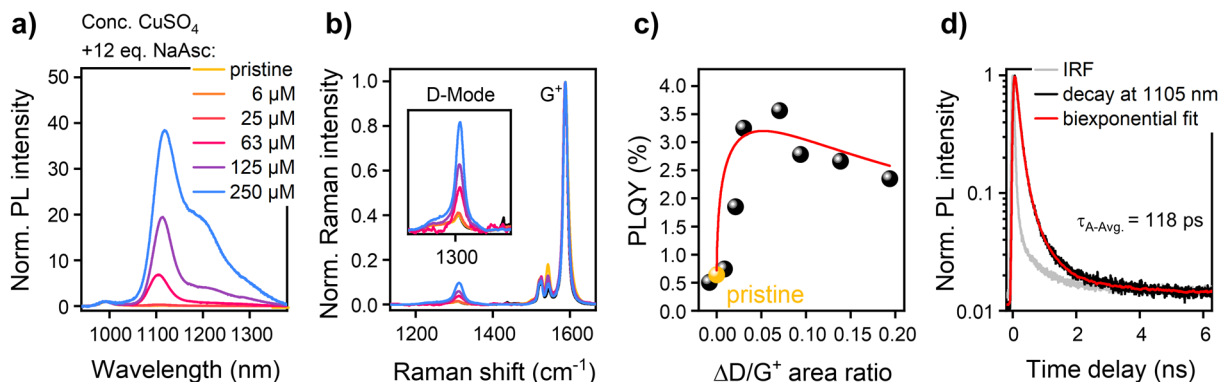 a)
Conc. CuSO₄
+12 eq. NaAsc:
pristine
6 µM
25 µM
63 µM
125 µM
250 µM
50
40
30
20
10
0
Norm. PL intensity
1000 1100 1200 1300
Wavelength (nm)
b)
D-Mode
G⁺
1300
1.0
0.8
0.6
0.4
0.2
0.0
Norm. Raman intensity
1200 1400 1600
Raman shift (cm⁻¹)
c)
4.0
3.5
3.0
2.5
2.0
1.5
1.0
0.5
0.0
PLQY (%)
pristine
0.00 0.05 0.10 0.15 0.20
ΔD/G⁺ area ratio
d)
IRF
decay at 1105 nm
biexponential fit
τA-Avg. = 118 ps
1
0.1
0.01
Norm. PL intensity
0 2 4 6
Time delay (ns)